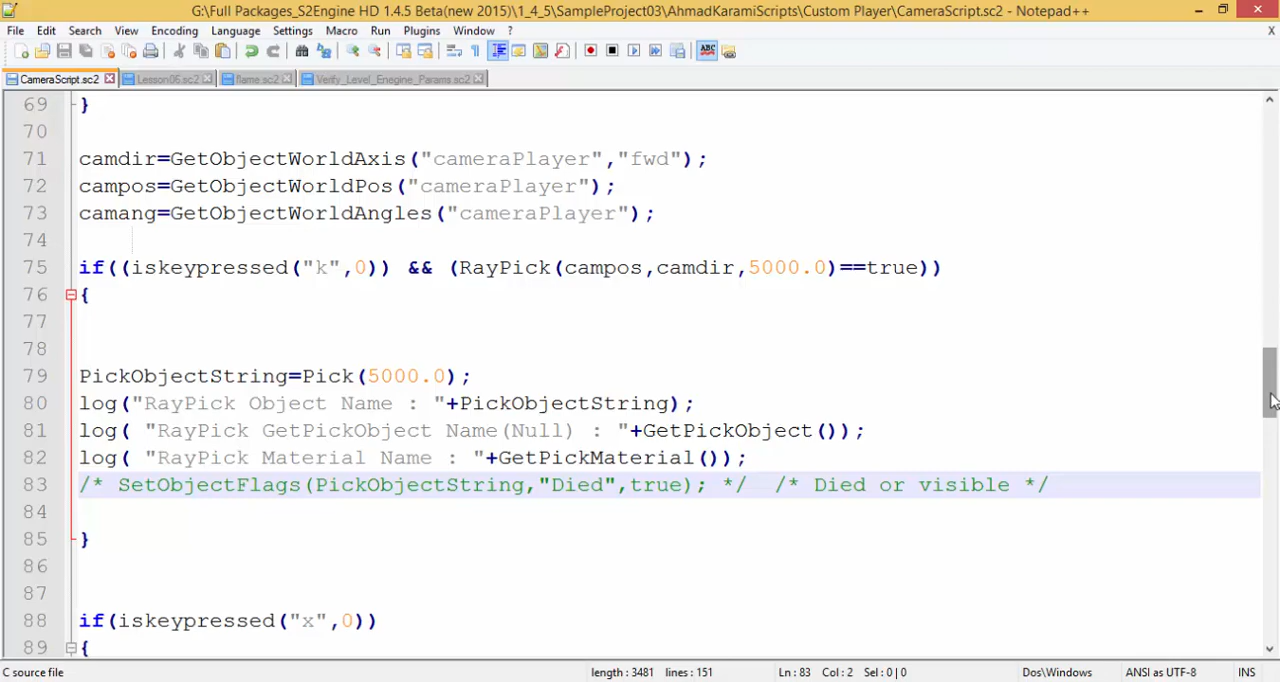 G:\Full Packages_S2Engine HD 1.4.5 Beta(new 2015)\1_4_5\SampleProject03\AhmadKaramiScripts\Custom Player\CameraScript.sc2 - Notepad++
File Edit Search View Encoding Language Settings Macro Run Plugins Window ? X
CameraScript.sc2 Lesson06.sc2 flame.sc2 Verify_Level_Enegine_Params.sc2
69 }
70
71 camdir=GetObjectWorldAxis("cameraPlayer","fwd");
72 campos=GetObjectWorldPos("cameraPlayer");
73 camang=GetObjectWorldAngles("cameraPlayer");
74
75 if((iskeypressed("k",0)) && (RayPick(campos,camdir,5000.0)==true))
76 {
77
78
79 PickObjectString=Pick(5000.0);
80 log("RayPick Object Name : "+PickObjectString);
81 log( "RayPick GetPickObject Name(Null) : "+GetPickObject());
82 log( "RayPick Material Name : "+GetPickMaterial());
83 /* SetObjectFlags(PickObjectString,"Died",true); */ /* Died or visible */
84
85 }
86
87
88 if(iskeypressed("x",0))
89 {
C source file length : 3481 lines : 151 Ln : 83 Col : 2 Sel : 0 | 0 Dos\Windows ANSI as UTF-8 INS